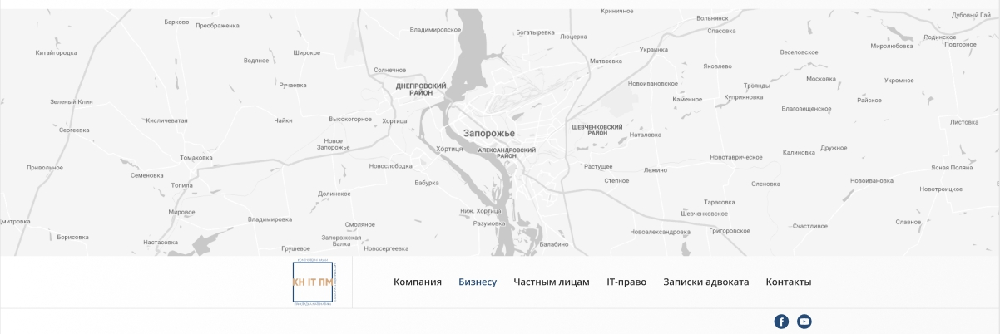 Криничное
Дубовый Гай
Вольнянск
Барково
Преображенка
Владимировское
Богатыревка
Люцерна
Спасовка
Родинское
Подгорное
Миролюбовка
Китайгородка
Широкое
Водяное
Украинка
Веселовское
Матвеевка
Яковлево
Солнечное
Московка
Укромное
Ручаевка
ДНЕПРОВСКИЙ
РАЙОН
Новоивановское
Троянды
Куприяновка
Каменное
Райское
Зеленый Клин
Благовещенское
Кисличеватая
Чайки
Высокогорное
Хортица
Листовка
Сергеевка
Запорожье
ШЕВЧЕНКОВСКИЙ
РАЙОН
Наталовка
Новое
Запорожье
Хортиця
АЛЕКСАНДРОВСКИЙ
РАЙОН
Дружное
Калиновка
Томаковка
Новотаврическое
Привольное
Новослободка
Растущее
Лежино
Ясная Поляна
Семеновка
Топила
Бабурка
Степное
Оленовка
Новоивановка
Новотроицкое
Долинское
Тарасовка
Мировое
Ниж. Хортица
Шевченковское
Владимировка
Смоляное
Разумовка
Счастливое
Славное
митровка
Борисовка
Запорожская
Балка
Новоалександровка
Григоровское
Настасовка
Грушевое
Новосергеевка
Балабино
КН ІТ ПМ
Компания
Бизнесу
Частным лицам
IT-право
Записки адвоката
Контакты